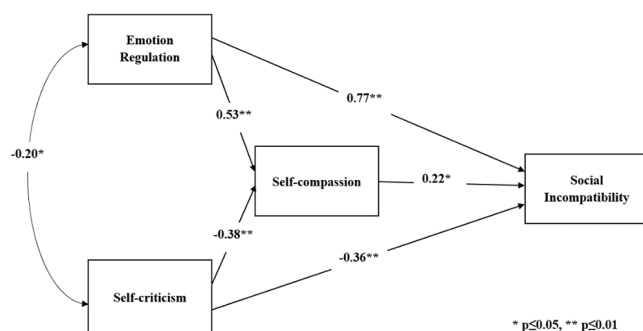 Emotion
Regulation
0.77**
0.53**
-0.20*
Self-compassion
0.22*
Social
Incompatibility
-0.38**
-0.36**
Self-criticism
* p≤0.05, ** p≤0.01